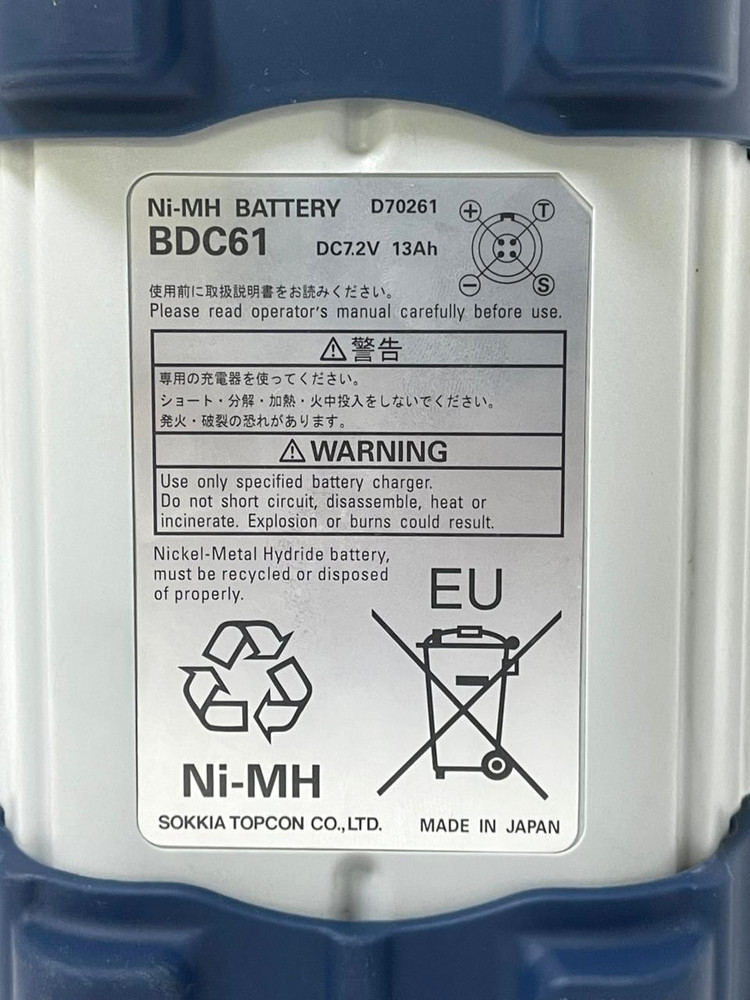 Ni-MH BATTERY D70261
BDC61 DC7.2V 13Ah
+ T
− S
使用前に取扱説明書をお読みください。
Please read operator's manual carefully before use.
警告
専用の充電器を使ってください。
ショート・分解・加熱・火中投入をしないでください。
発火・破裂の恐れがあります。
WARNING
Use only specified battery charger.
Do not short circuit, disassemble, heat or
incinerate. Explosion or burns could result.
Nickel-Metal Hydride battery,
must be recycled or disposed
of properly.
EU
Ni-MH
SOKKIA TOPCON CO.,LTD. MADE IN JAPAN